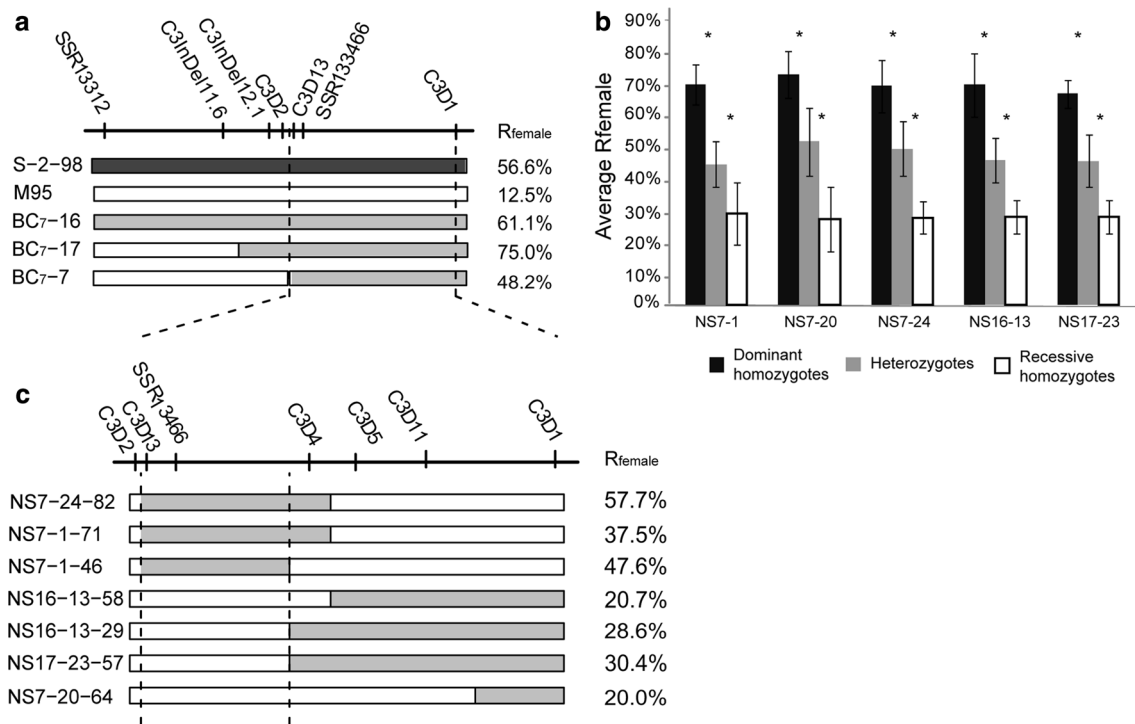 a
SSR13312
C3InDel11.6
C3InDel12.1
C3D2
C3D13
SSR133466
C3D1
Rfemale
S-2-98 56.6%
M95 12.5%
BC7-16 61.1%
BC7-17 75.0%
BC7-7 48.2%
b
Average Rfemale
90%
80%
70%
60%
50%
40%
30%
20%
10%
0%
* * * * *
* * * * *
NS7-1 NS7-20 NS7-24 NS16-13 NS17-23
Dominant homozygotes
Heterozygotes
Recessive homozygotes
c
C3D2
C3D13
SSR13466
C3D4
C3D5
C3D11
C3D1
Rfemale
NS7-24-82 57.7%
NS7-1-71 37.5%
NS7-1-46 47.6%
NS16-13-58 20.7%
NS16-13-29 28.6%
NS17-23-57 30.4%
NS7-20-64 20.0%